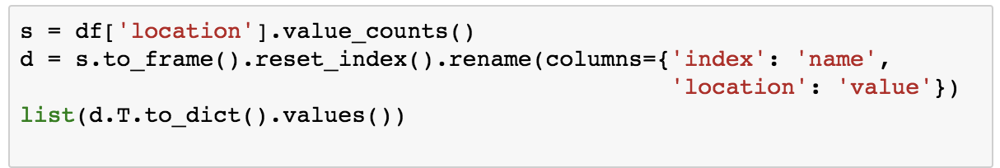 s = df['location'].value_counts()
d = s.to_frame().reset_index().rename(columns={'index': 'name',
                                               'location': 'value'})
list(d.T.to_dict().values())